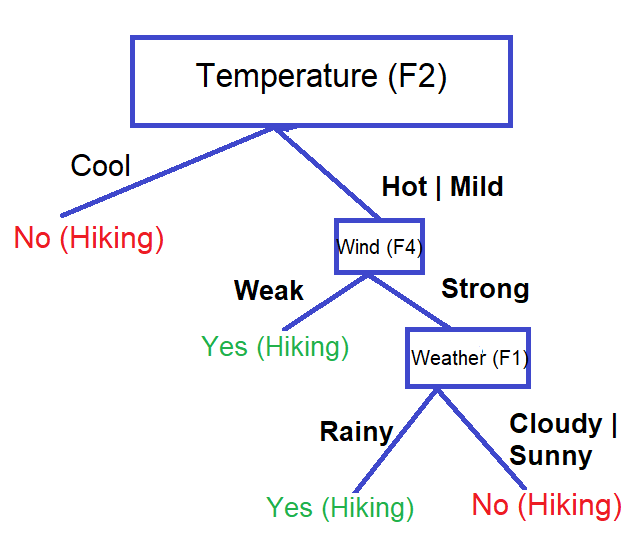 Temperature (F2)
Cool
Hot | Mild
No (Hiking)
Wind (F4)
Weak
Strong
Yes (Hiking)
Weather (F1)
Rainy
Cloudy |
Sunny
Yes (Hiking)
No (Hiking)